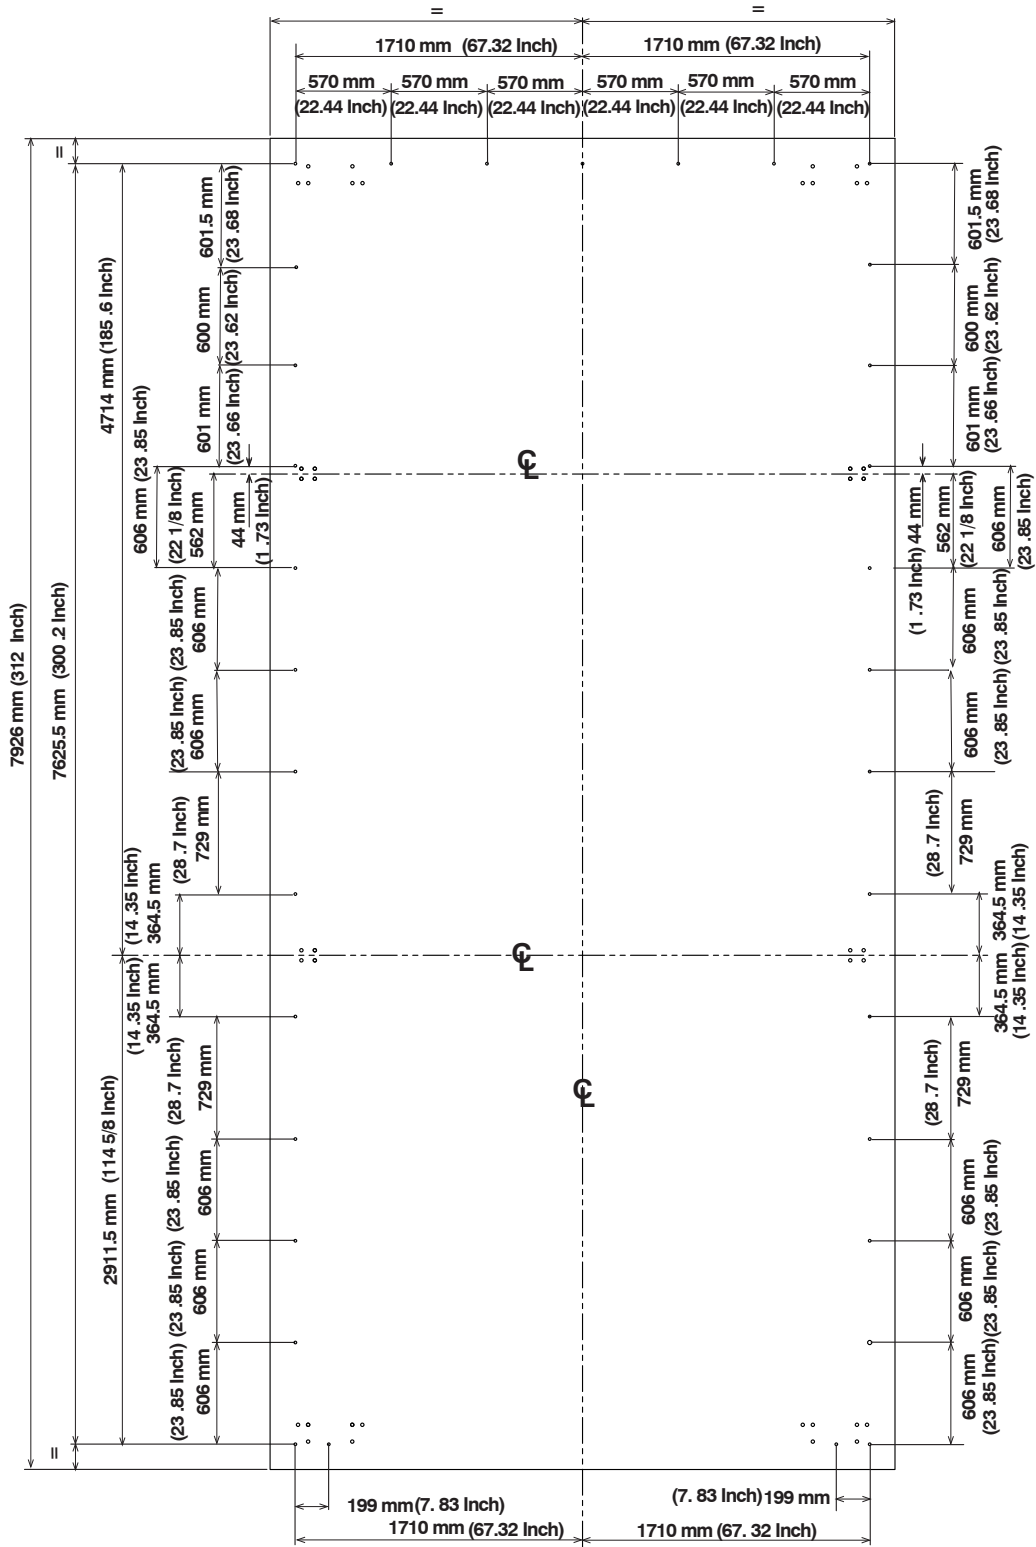 =
=
1710 mm (67.32 Inch)
1710 mm (67.32 Inch)
570 mm
570 mm
570 mm
570 mm
570 mm
570 mm
(22.44 Inch)
(22.44 Inch)
(22.44 Inch)
(22.44 Inch)
(22.44 Inch)
(22.44 Inch)
=
7926 mm (312 Inch)
7625.5 mm (300 .2 Inch)
4714 mm (185 .6 Inch)
601.5 mm
(23 .68 Inch)
600 mm
(23 .62 Inch)
601 mm
(23 .66 Inch)
606 mm (23 .85 Inch)
(22 1/8 Inch)
562 mm
44 mm
(1 .73 Inch)
(23 .85 Inch)
606 mm
(23 .85 Inch)
606 mm
(28 .7 Inch)
729 mm
(14 .35 Inch)
364.5 mm
(14 .35 Inch)
364.5 mm
2911.5 mm (114 5/8 Inch)
(28 .7 Inch)
729 mm
(23 .85 Inch)
606 mm
(23 .85 Inch)
606 mm
(23 .85 Inch)
606 mm
=
℄
℄
℄
601.5 mm
(23 .68 Inch)
600 mm
(23 .62 Inch)
601 mm
(23 .66 Inch)
(1 .73 Inch) 44 mm
562 mm
(22 1/8 Inch)
606 mm
(23 .85 Inch)
606 mm
(23 .85 Inch)
606 mm
(23 .85 Inch)
(28 .7 Inch)
729 mm
364.5 mm
(14 .35 Inch)
364.5 mm
(14 .35 Inch)
(28 .7 Inch)
729 mm
606 mm
(23 .85 Inch)
606 mm
(23 .85 Inch)
606 mm
(23 .85 Inch)
199 mm (7. 83 Inch)
(7. 83 Inch) 199 mm
1710 mm (67.32 Inch)
1710 mm (67. 32 Inch)